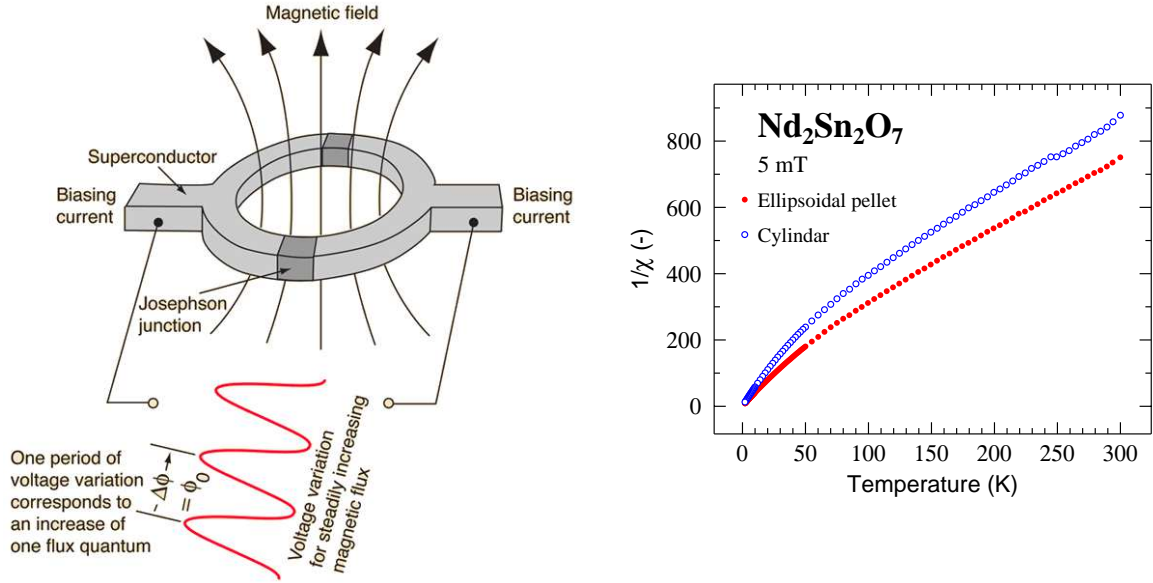 Magnetic field
Superconductor
Biasing
current
Biasing
current
Josephson
junction
One period of
voltage variation
corresponds to
an increase of
one flux quantum
- Δϕ
= ϕ0
Voltage variation
for steadily increasing
magnetic flux
Nd2Sn2O7
5 mT
Ellipsoidal pellet
Cylindar
1/χ (-)
800
600
400
200
0
0 50 100 150 200 250 300
Temperature (K)